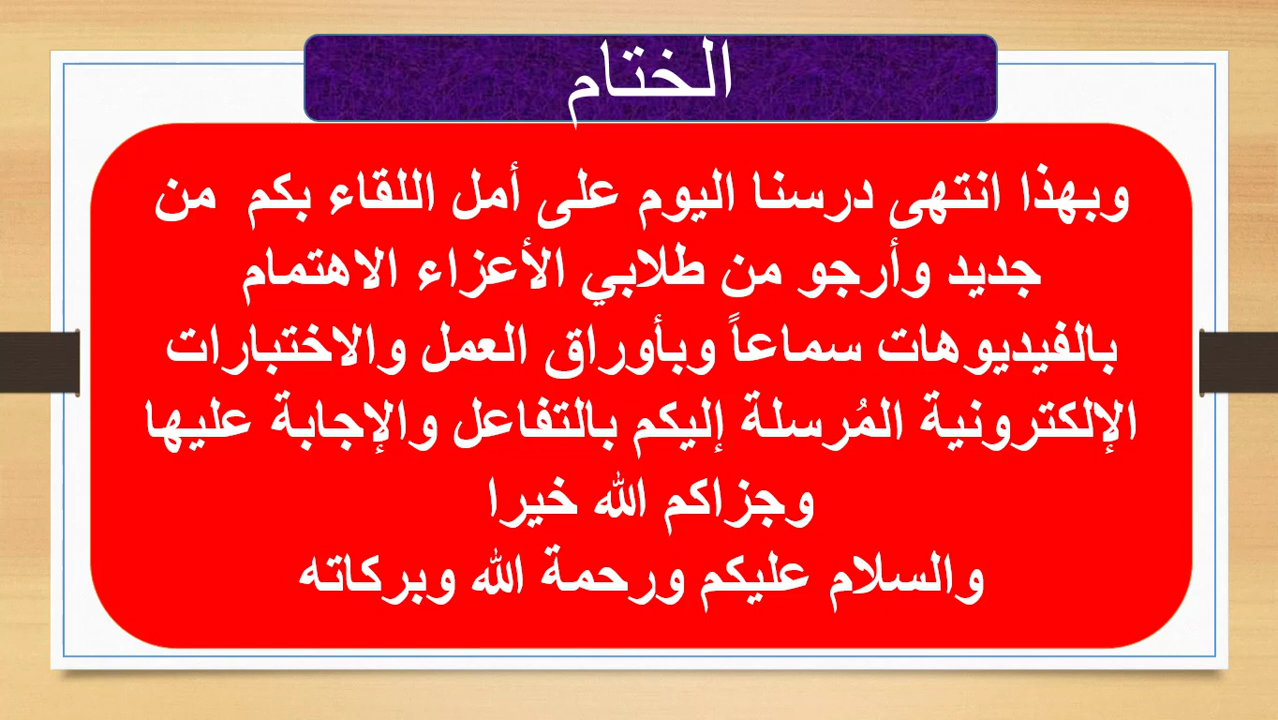 الختام
وبهذا انتهى درسنا اليوم على أمل اللقاء بكم من
جديد وأرجو من طلابي الأعزاء الاهتمام
بالفيديوهات سماعاً وبأوراق العمل والاختبارات
الإلكترونية المُرسلة إليكم بالتفاعل والإجابة عليها
وجزاكم الله خيرا
والسلام عليكم ورحمة الله وبركاته